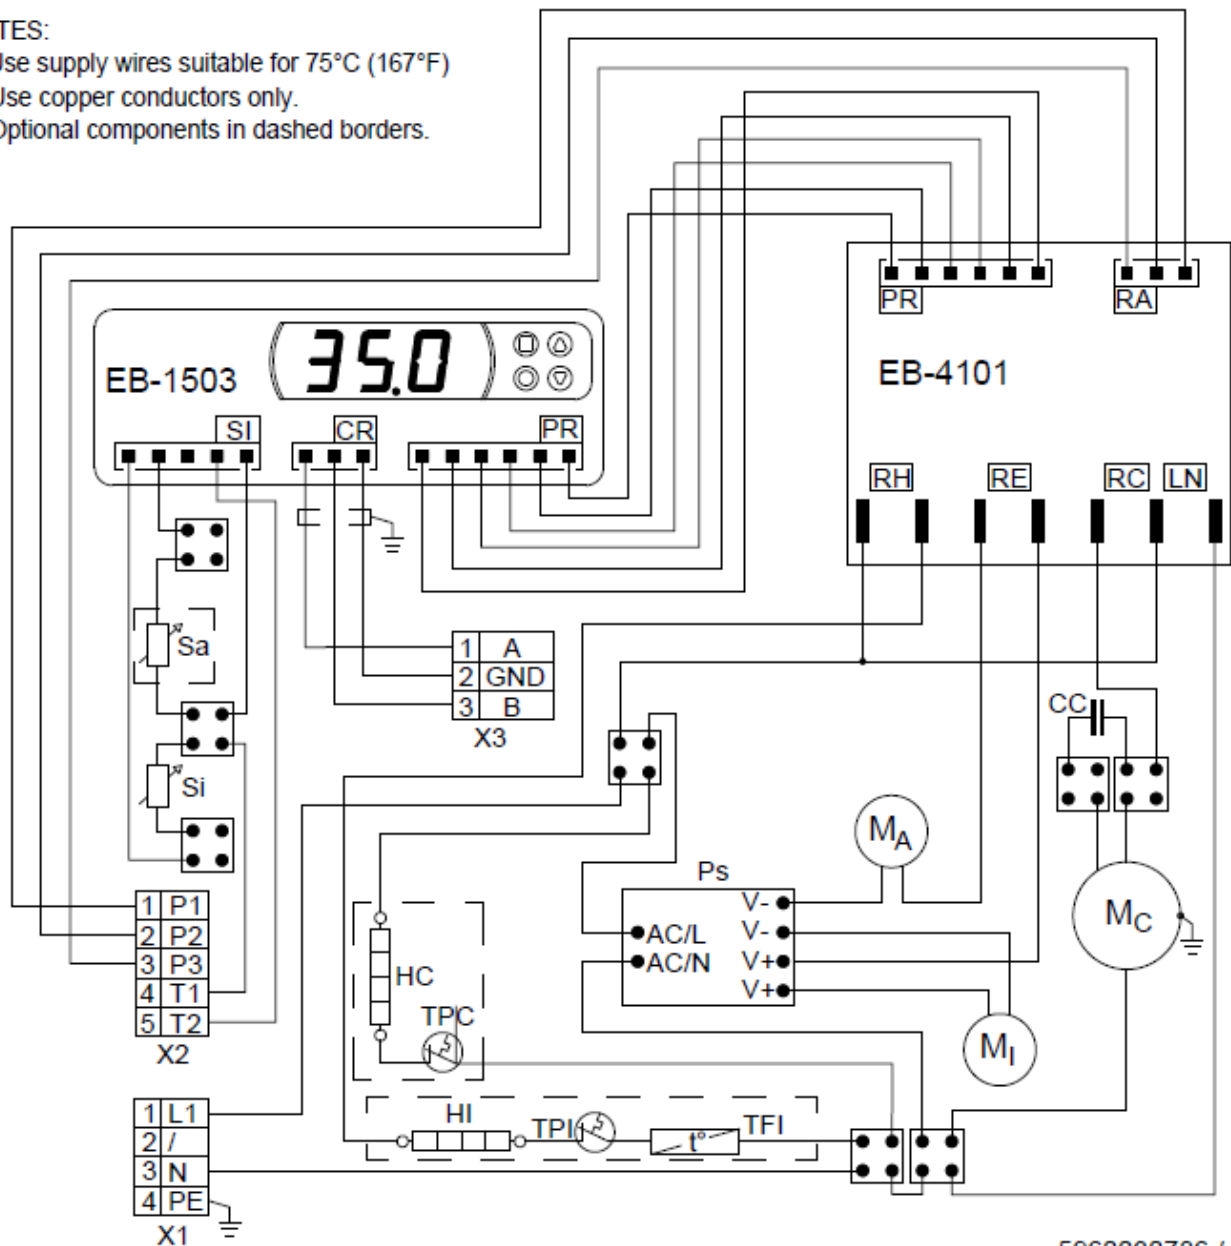 TES:
Use supply wires suitable for 75°C (167°F)
Use copper conductors only.
Optional components in dashed borders.
PR
RA
EB-4101
EB-1503
35.0
SI
CR
PR
RH
RE
RC
LN
Sa
1 A
2 GND
3 B
X3
CC
Si
MA
Ps
MC
1 P1
2 P2
3 P3
4 T1
5 T2
X2
V-
AC/L V-
AC/N V+
V+
HC
TPC
MI
1 L1
2 /
3 N
4 PE
X1
HI
TPI
t°
TFI